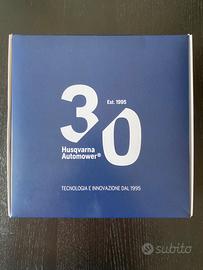 Est. 1995
30
Husqvarna
Automower®
TECNOLOGIA E INNOVAZIONE DAL 1995
subito